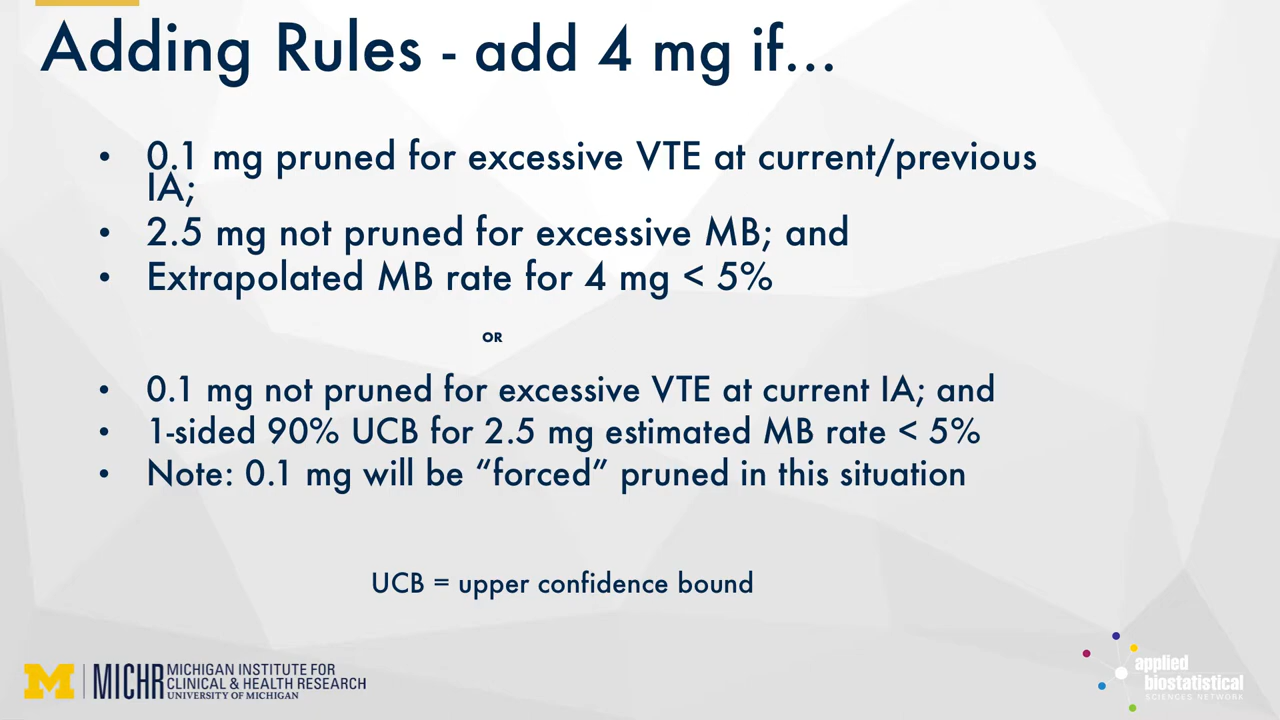 Adding Rules - add 4 mg if...
• 0.1 mg pruned for excessive VTE at current/previous
IA;
• 2.5 mg not pruned for excessive MB; and
• Extrapolated MB rate for 4 mg < 5%
OR
• 0.1 mg not pruned for excessive VTE at current IA; and
• 1-sided 90% UCB for 2.5 mg estimated MB rate < 5%
• Note: 0.1 mg will be “forced” pruned in this situation
UCB = upper confidence bound
M MICHR MICHIGAN INSTITUTE FOR
CLINICAL & HEALTH RESEARCH
UNIVERSITY OF MICHIGAN
applied
biostatistical
SCIENCES NETWORK